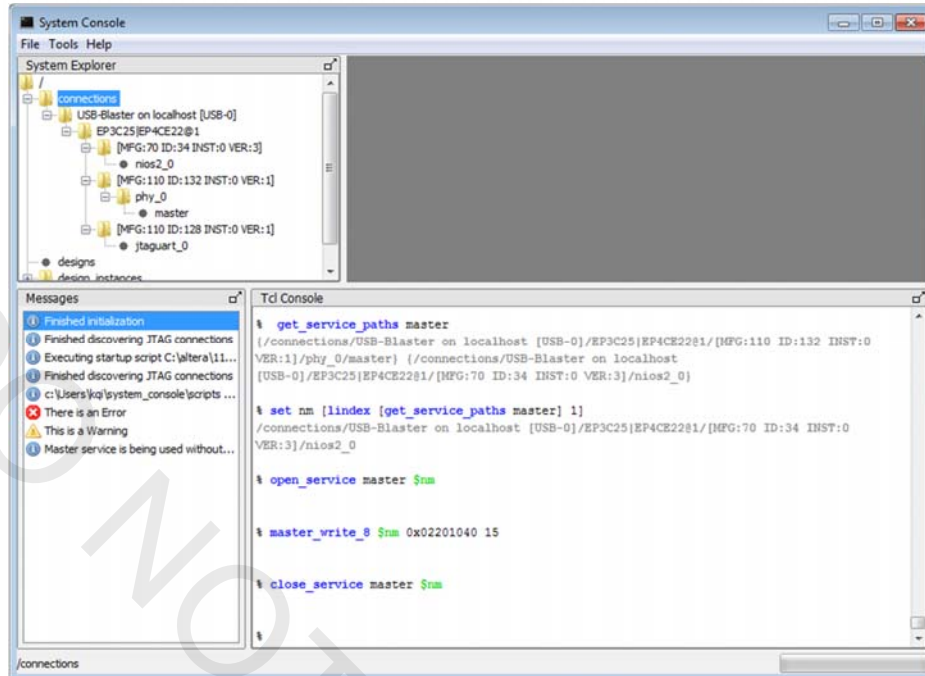 System Console
File Tools Help
System Explorer
/
connections
USB-Blaster on localhost [USB-0]
EP3C25|EP4CE22@1
[MFG:70 ID:34 INST:0 VER:3]
nios2_0
[MFG:110 ID:132 INST:0 VER:1]
phy_0
master
[MFG:110 ID:128 INST:0 VER:1]
jtaguart_0
designs
design_instances
Messages
Finished initialization
Finished discovering JTAG connections
Executing startup script C:\altera\11...
Finished discovering JTAG connections
c:\Users\kqi\system_console\scripts ...
There is an Error
This is a Warning
Master service is being used without...
Tcl Console
% get_service_paths master
{/connections/USB-Blaster on localhost [USB-0]/EP3C25|EP4CE22@1/[MFG:110 ID:132 INST:0
VER:1]/phy_0/master} {/connections/USB-Blaster on localhost
[USB-0]/EP3C25|EP4CE22@1/[MFG:70 ID:34 INST:0 VER:3]/nios2_0}
% set nm [lindex [get_service_paths master] 1]
/connections/USB-Blaster on localhost [USB-0]/EP3C25|EP4CE22@1/[MFG:70 ID:34 INST:0
VER:3]/nios2_0
% open_service master $nm
% master_write_8 $nm 0x02201040 15
% close_service master $nm
%
/connections
O NOT